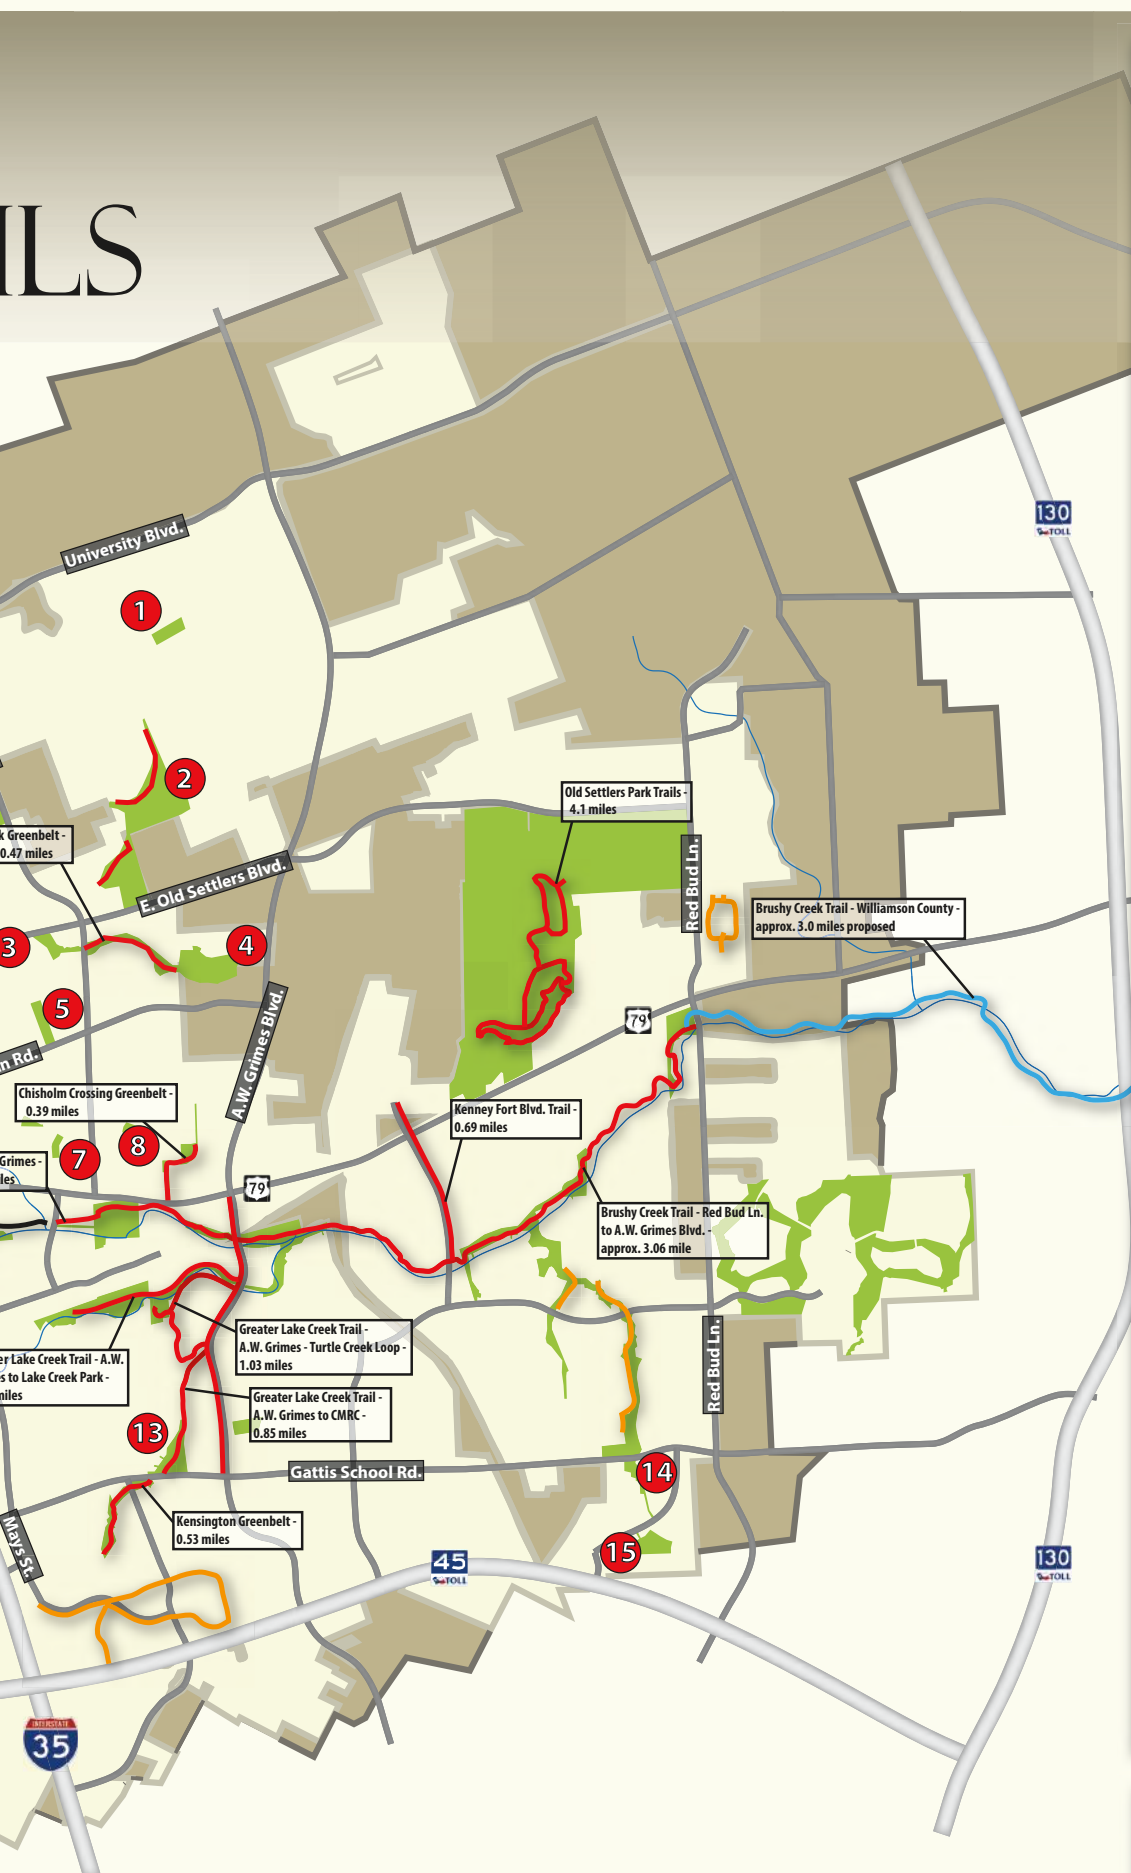 ILS
130
TOLL
University Blvd.
1
2
Old Settlers Park Trails -
4.1 miles
k Greenbelt -
0.47 miles
E. Old Settlers Blvd.
Red Bud Ln.
Brushy Creek Trail - Williamson County -
approx. 3.0 miles proposed
3
4
5
79
n Rd.
A.W. Grimes Blvd.
Chisholm Crossing Greenbelt -
0.39 miles
Kenney Fort Blvd. Trail -
0.69 miles
7
8
Grimes -
les
79
Brushy Creek Trail - Red Bud Ln.
to A.W. Grimes Blvd. -
approx. 3.06 mile
Greater Lake Creek Trail -
A.W. Grimes - Turtle Creek Loop -
1.03 miles
er Lake Creek Trail - A.W.
s to Lake Creek Park -
miles
Red Bud Ln.
Greater Lake Creek Trail -
A.W. Grimes to CMRC -
0.85 miles
13
Gattis School Rd.
14
Kensington Greenbelt -
0.53 miles
Mays St.
15
45
TOLL
130
TOLL
INTERSTATE
35